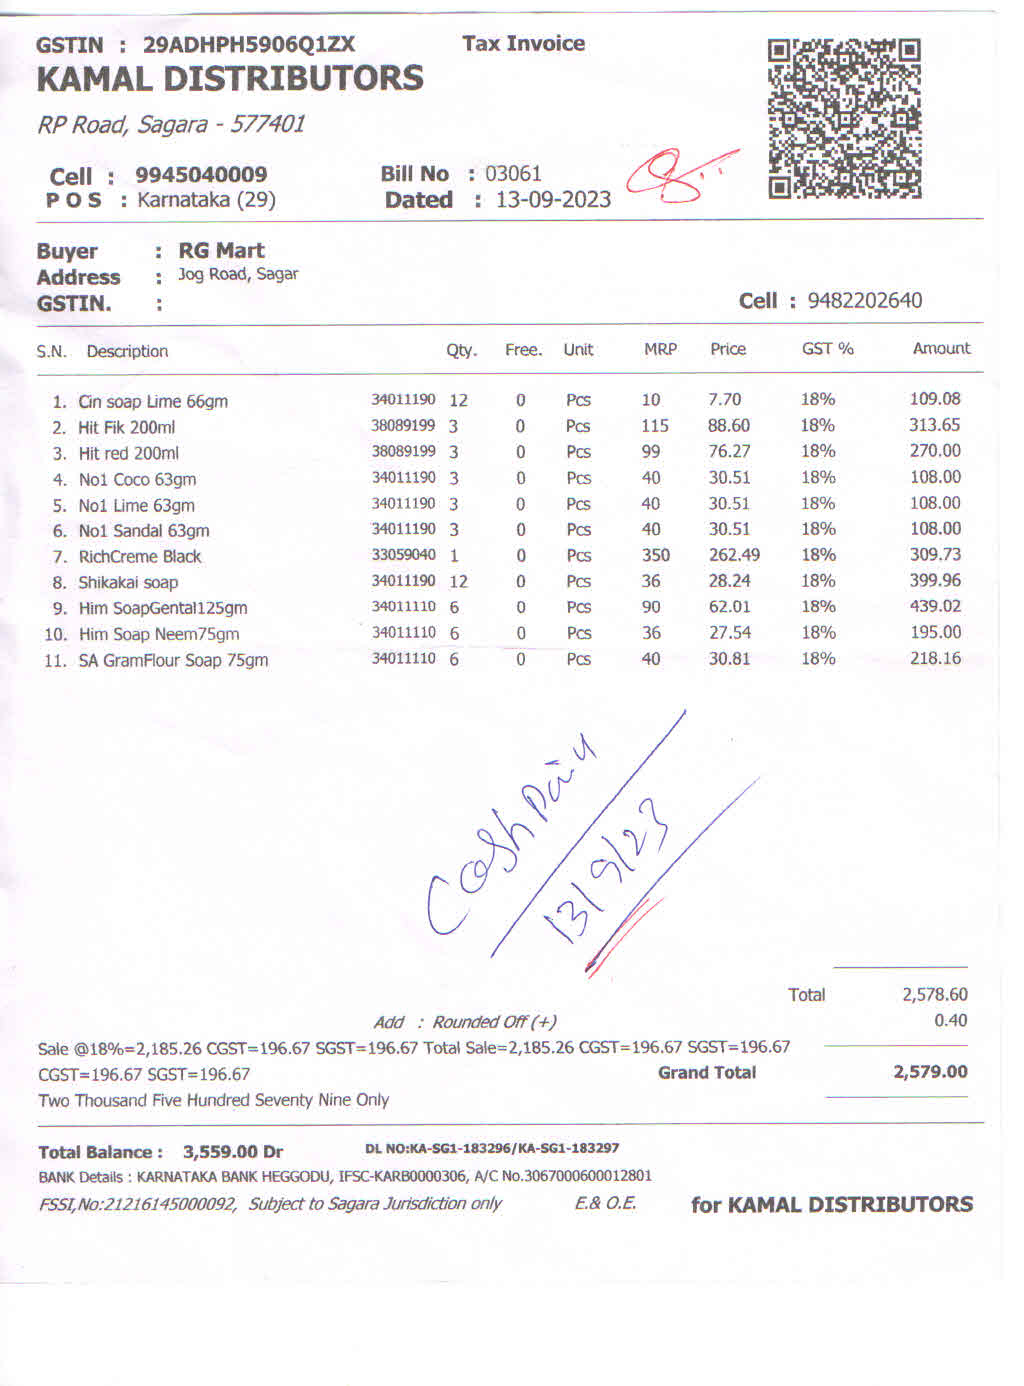 GSTIN : 29ADHPH5906Q1ZX Tax Invoice
KAMAL DISTRIBUTORS
RP Road, Sagara - 577401
Cell : 9945040009 Bill No : 03061
P O S : Karnataka (29) Dated : 13-09-2023
Buyer : RG Mart
Address : Jog Road, Sagar
GSTIN. : Cell : 9482202640
S.N. Description Qty. Free. Unit MRP Price GST % Amount
1. Cin soap Lime 66gm 34011190 12 0 Pcs 10 7.70 18% 109.08
2. Hit Fik 200ml 38089199 3 0 Pcs 115 88.60 18% 313.65
3. Hit red 200ml 38089199 3 0 Pcs 99 76.27 18% 270.00
4. No1 Coco 63gm 34011190 3 0 Pcs 40 30.51 18% 108.00
5. No1 Lime 63gm 34011190 3 0 Pcs 40 30.51 18% 108.00
6. No1 Sandal 63gm 34011190 3 0 Pcs 40 30.51 18% 108.00
7. RichCreme Black 33059040 1 0 Pcs 350 262.49 18% 309.73
8. Shikakai soap 34011190 12 0 Pcs 36 28.24 18% 399.96
9. Him SoapGental125gm 34011110 6 0 Pcs 90 62.01 18% 439.02
10. Him Soap Neem75gm 34011110 6 0 Pcs 36 27.54 18% 195.00
11. SA GramFlour Soap 75gm 34011110 6 0 Pcs 40 30.81 18% 218.16
Cash Paid
13/9/23
Total 2,578.60
Add : Rounded Off (+) 0.40
Sale @18%=2,185.26 CGST=196.67 SGST=196.67 Total Sale=2,185.26 CGST=196.67 SGST=196.67
CGST=196.67 SGST=196.67 Grand Total 2,579.00
Two Thousand Five Hundred Seventy Nine Only
Total Balance : 3,559.00 Dr DL NO:KA-SG1-183296/KA-SG1-183297
BANK Details : KARNATAKA BANK HEGGODU, IFSC-KARB0000306, A/C No.3067000600012801
FSSI,No:21216145000092, Subject to Sagara Jurisdiction only E.& O.E. for KAMAL DISTRIBUTORS